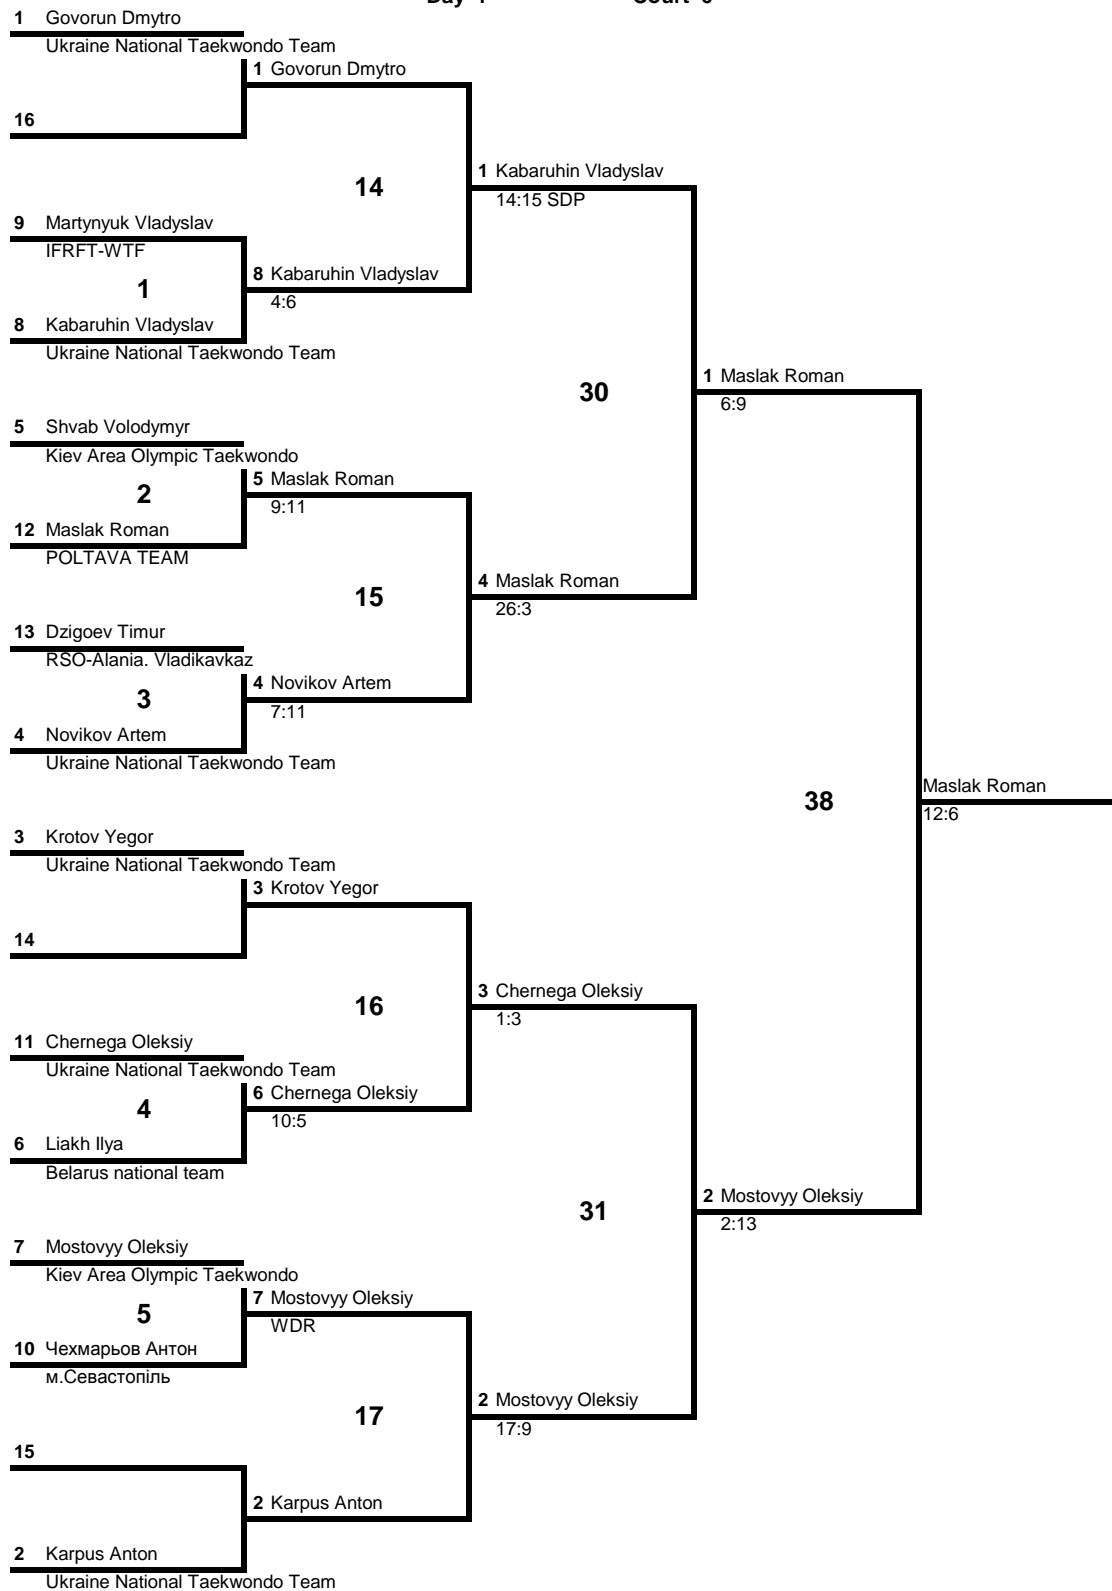 1 Govorun Dmytro
Ukraine National Taekwondo Team
1 Govorun Dmytro
16
14
1 Kabaruhin Vladyslav
14:15 SDP
9 Martynyuk Vladyslav
IFRFT-WTF
1
8 Kabaruhin Vladyslav
4:6
8 Kabaruhin Vladyslav
Ukraine National Taekwondo Team
30
1 Maslak Roman
6:9
5 Shvab Volodymyr
Kiev Area Olympic Taekwondo
2
5 Maslak Roman
9:11
12 Maslak Roman
POLTAVA TEAM
15
4 Maslak Roman
26:3
13 Dzigoev Timur
RSO-Alania. Vladikavkaz
3
4 Novikov Artem
7:11
4 Novikov Artem
Ukraine National Taekwondo Team
38
Maslak Roman
12:6
3 Krotov Yegor
Ukraine National Taekwondo Team
3 Krotov Yegor
14
16
3 Chernega Oleksiy
1:3
11 Chernega Oleksiy
Ukraine National Taekwondo Team
4
6 Chernega Oleksiy
10:5
6 Liakh Ilya
Belarus national team
31
2 Mostovyy Oleksiy
2:13
7 Mostovyy Oleksiy
Kiev Area Olympic Taekwondo
5
7 Mostovyy Oleksiy
WDR
10 Чехмарьов Антон
м.Севастопіль
17
2 Mostovyy Oleksiy
17:9
15
2 Karpus Anton
2 Karpus Anton
Ukraine National Taekwondo Team